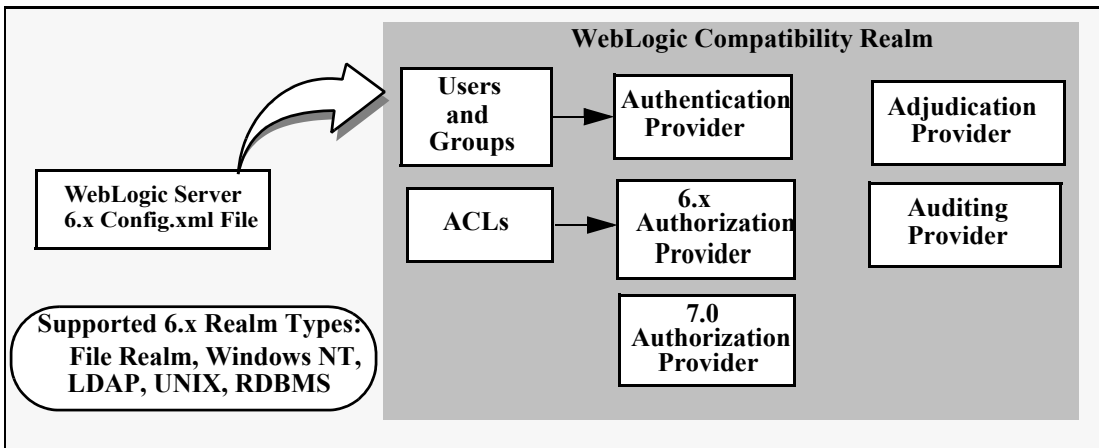 WebLogic Compatibility Realm
Users
and
Groups
Authentication
Provider
Adjudication
Provider
WebLogic Server
6.x Config.xml File
ACLs
6.x
Authorization
Provider
Auditing
Provider
7.0
Authorization
Provider
Supported 6.x Realm Types:
File Realm, Windows NT,
LDAP, UNIX, RDBMS